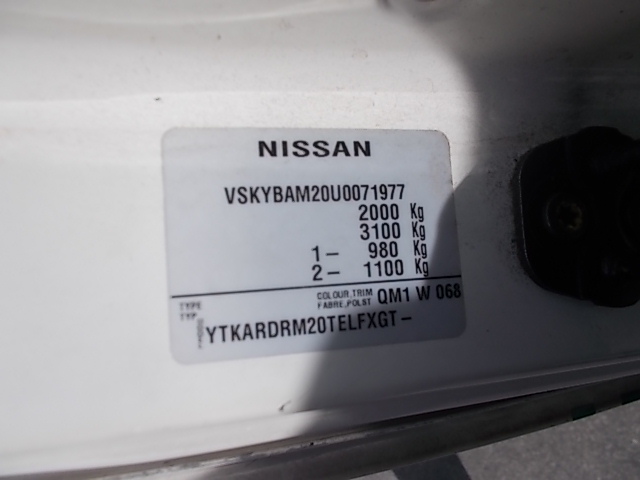 NISSAN
VSKYBAM20U0071977
2000 Kg
3100 Kg
1- 980 Kg
2- 1100 Kg
TYPE COLOUR,TRIM QM1 W 068
TYP FABRE,POLST
YTKARDRM20TELFXGT-